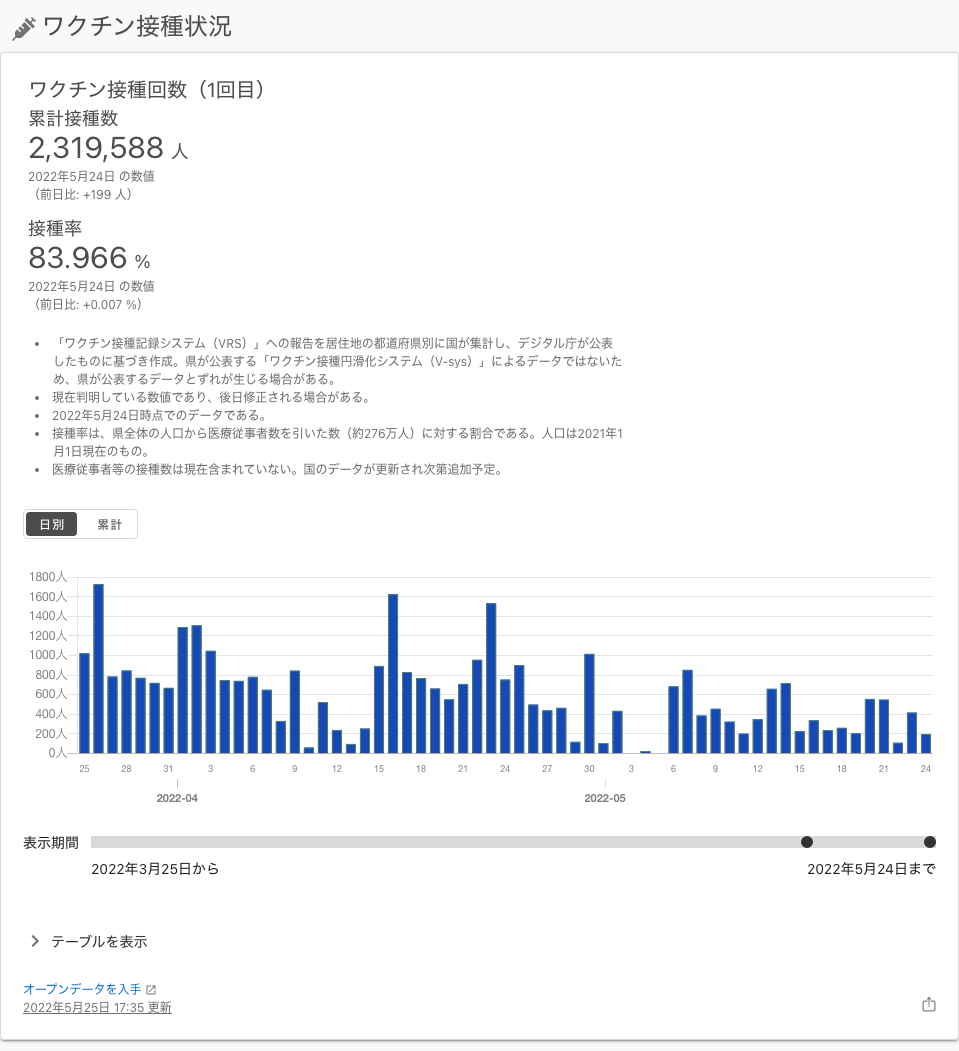 ワクチン接種状況
ワクチン接種回数（1回目）
累計接種数
2,319,588 人
2022年5月24日 の数値
（前日比: +199 人）
接種率
83.966 %
2022年5月24日 の数値
（前日比: +0.007 %）
• 「ワクチン接種記録システム（VRS）」への報告を居住地の都道府県別に国が集計し、デジタル庁が公表
したものに基づき作成。県が公表する「ワクチン接種円滑化システム（V-sys）」によるデータではないた
め、県が公表するデータとずれが生じる場合がある。
• 現在判明している数値であり、後日修正される場合がある。
• 2022年5月24日時点でのデータである。
• 接種率は、県全体の人口から医療従事者数を引いた数（約276万人）に対する割合である。人口は2021年1
月1日現在のもの。
• 医療従事者等の接種数は現在含まれていない。国のデータが更新され次第追加予定。
日別 累計
1800人
1600人
1400人
1200人
1000人
800人
600人
400人
200人
0人
25 28 31 3 6 9 12 15 18 21 24 27 30 3 6 9 12 15 18 21 24
2022-04 2022-05
表示期間
2022年3月25日から 2022年5月24日まで
テーブルを表示
オープンデータを入手
2022年5月25日 17:35 更新